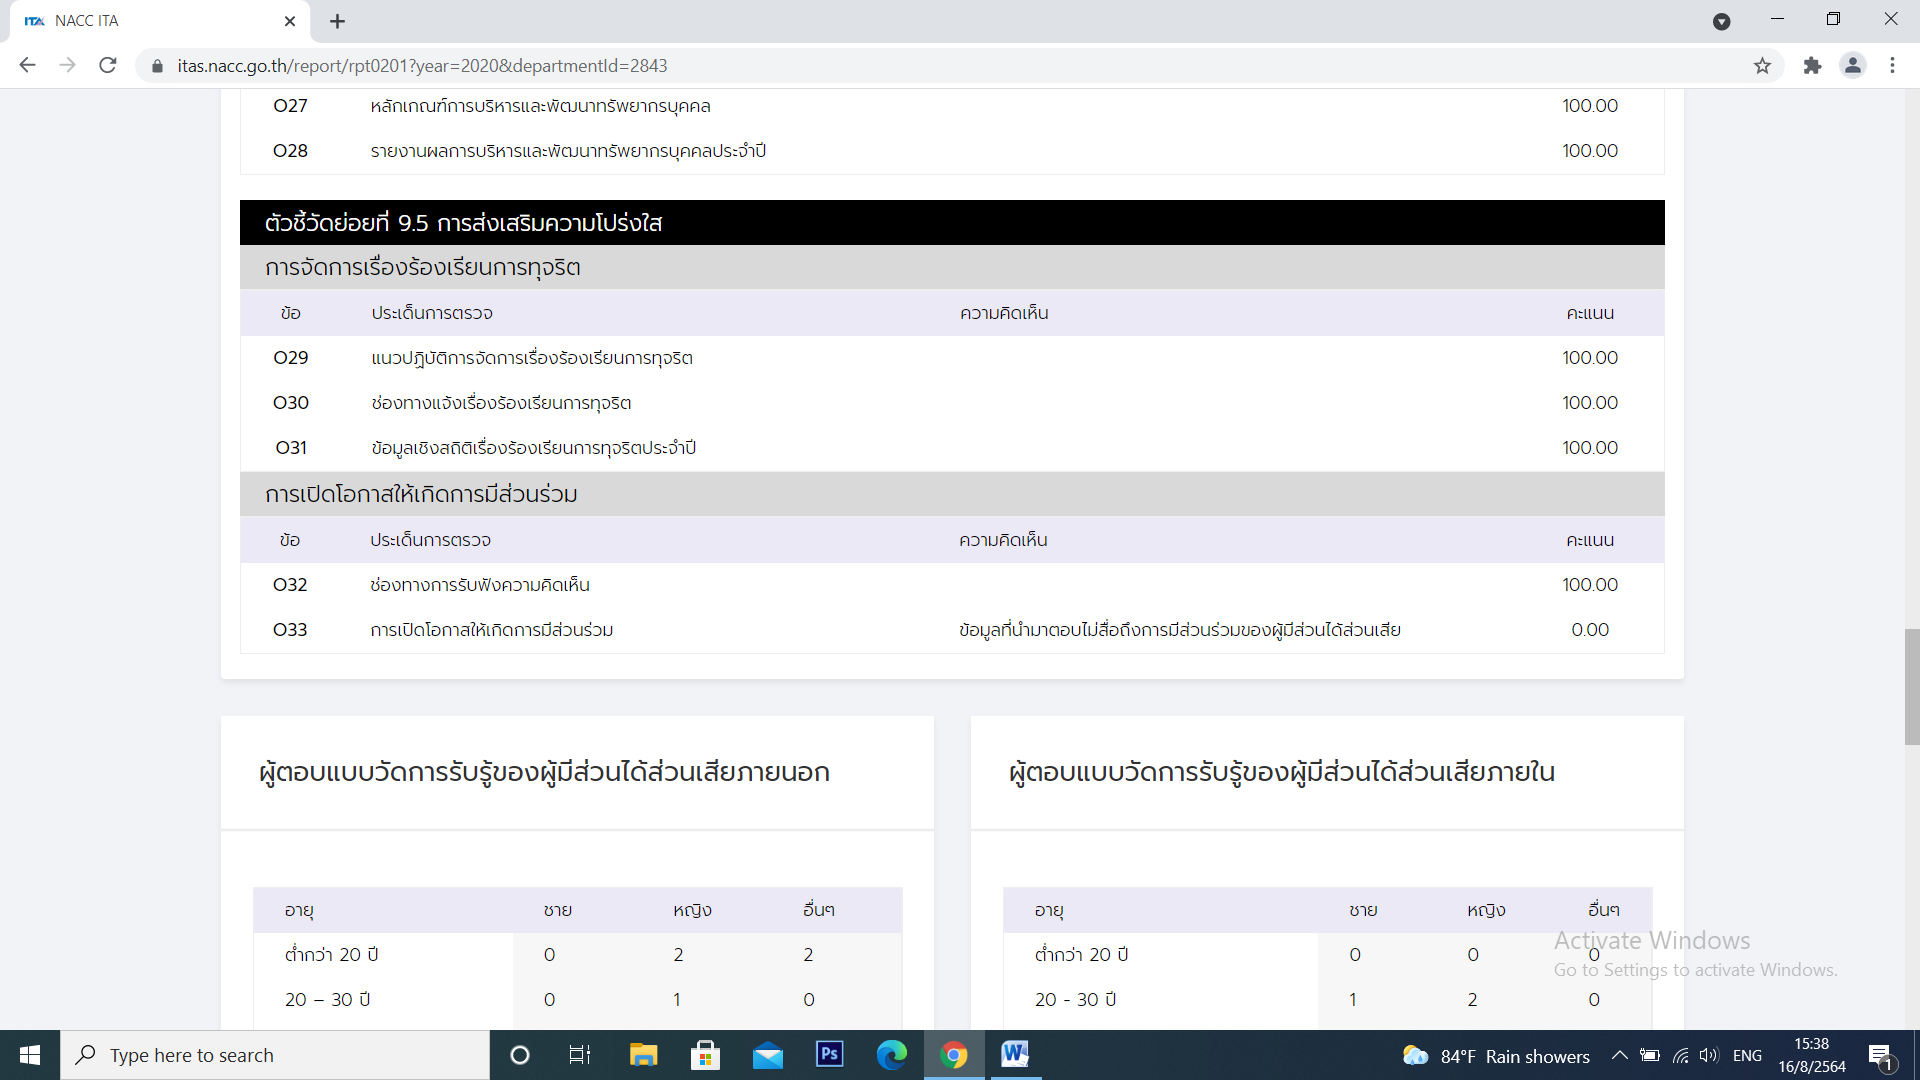 NACC ITA
itas.nacc.go.th/report/rpt0201?year=2020&departmentId=2843
O27 หลักเกณฑ์การบริหารและพัฒนาทรัพยากรบุคคล 100.00
O28 รายงานผลการบริหารและพัฒนาทรัพยากรบุคคลประจำปี 100.00
ตัวชี้วัดย่อยที่ 9.5 การส่งเสริมความโปร่งใส
การจัดการเรื่องร้องเรียนการทุจริต
ข้อ ประเด็นการตรวจ ความคิดเห็น คะแนน
O29 แนวปฏิบัติการจัดการเรื่องร้องเรียนการทุจริต 100.00
O30 ช่องทางแจ้งเรื่องร้องเรียนการทุจริต 100.00
O31 ข้อมูลเชิงสถิติเรื่องร้องเรียนการทุจริตประจำปี 100.00
การเปิดโอกาสให้เกิดการมีส่วนร่วม
ข้อ ประเด็นการตรวจ ความคิดเห็น คะแนน
O32 ช่องทางการรับฟังความคิดเห็น 100.00
O33 การเปิดโอกาสให้เกิดการมีส่วนร่วม ข้อมูลที่นำมาตอบไม่สื่อถึงการมีส่วนร่วมของผู้มีส่วนได้ส่วนเสีย 0.00
ผู้ตอบแบบวัดการรับรู้ของผู้มีส่วนได้ส่วนเสียภายนอก
อายุ ชาย หญิง อื่นๆ
ต่ำกว่า 20 ปี 0 2 2
20 – 30 ปี 0 1 0
ผู้ตอบแบบวัดการรับรู้ของผู้มีส่วนได้ส่วนเสียภายใน
อายุ ชาย หญิง อื่นๆ
ต่ำกว่า 20 ปี 0 0 0
20 - 30 ปี 1 2 0
Activate Windows
Go to Settings to activate Windows.
Type here to search
Ps
W
84°F Rain showers
ENG
15:38
16/8/2564
1